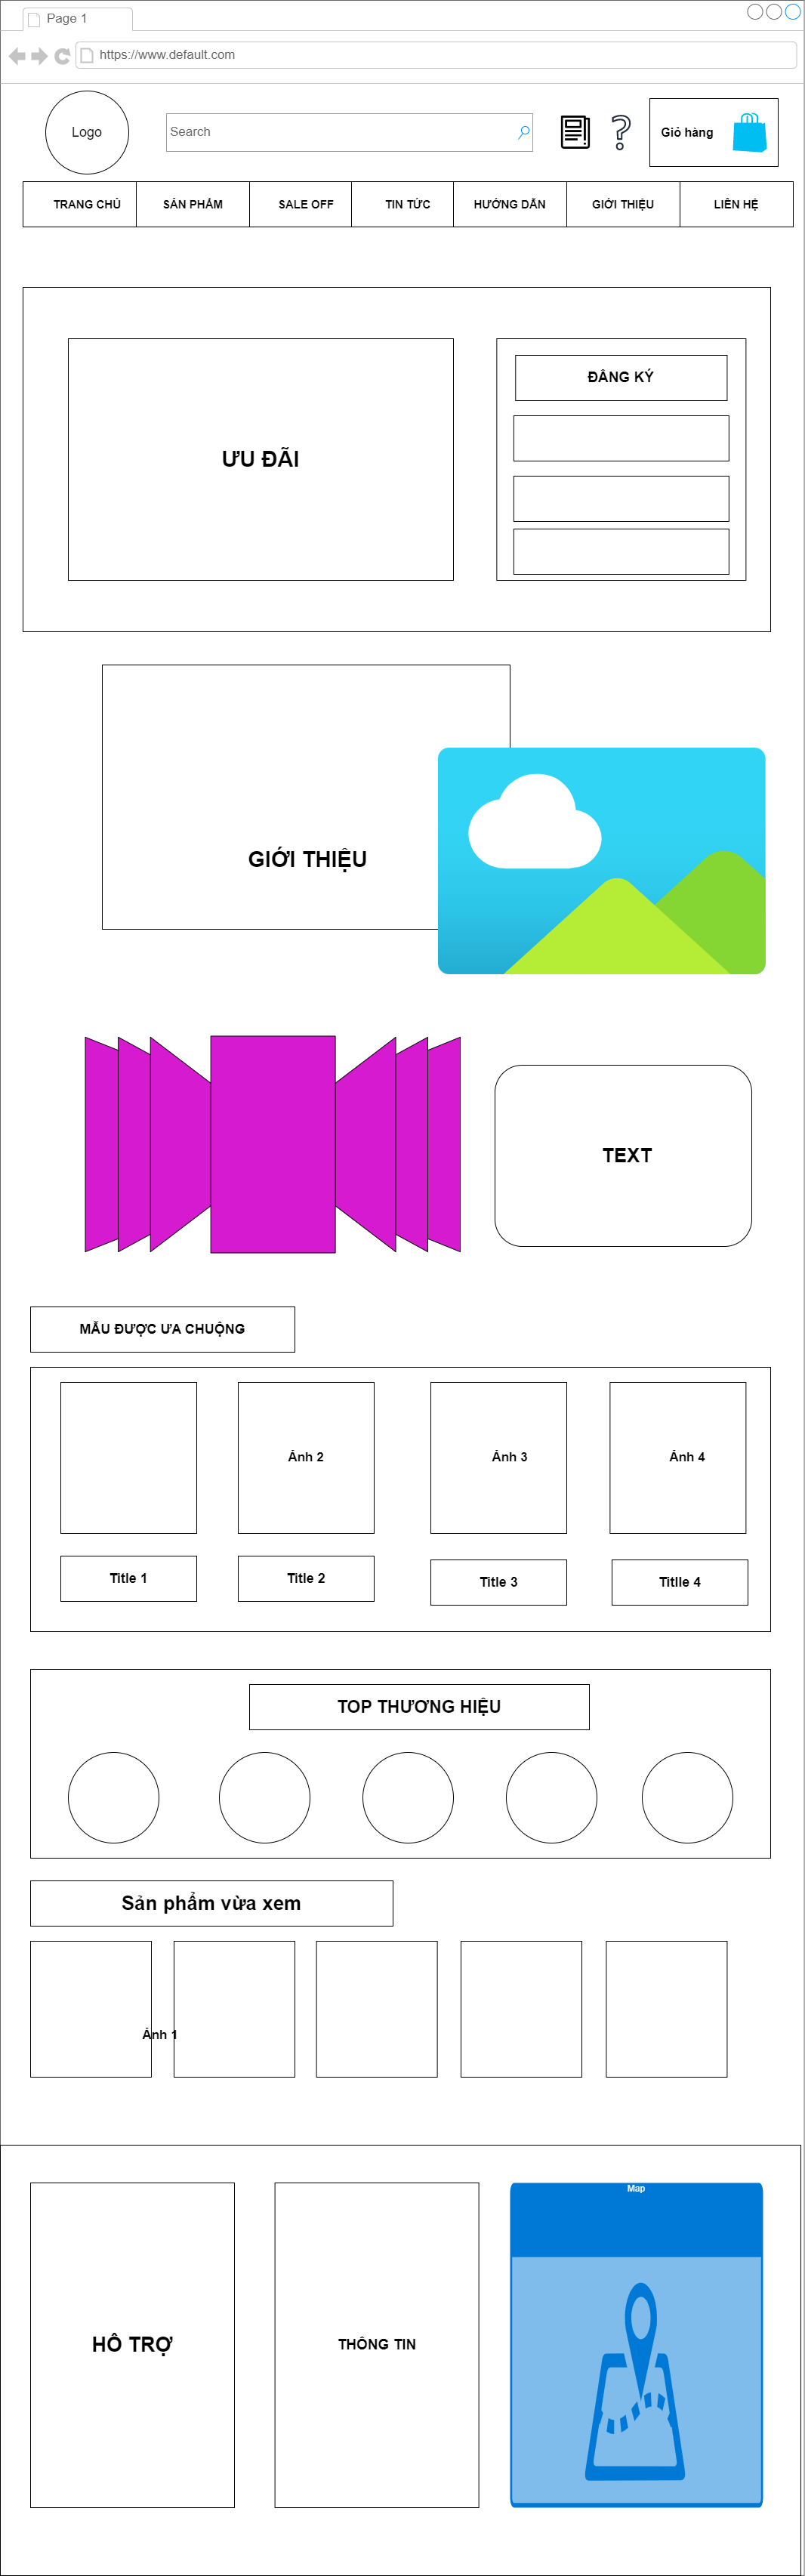 Page 1
https://www.default.com
Logo
Search
Giỏ hàng
TRANG CHỦ
SẢN PHẨM
SALE OFF
TIN TỨC
HƯỚNG DẪN
GIỚI THIỆU
LIÊN HỆ
ƯU ĐÃI
ĐĂNG KÝ
GIỚI THIỆU
TEXT
MẪU ĐƯỢC ƯA CHUỘNG
Ảnh 2
Ảnh 3
Ảnh 4
Title 1
Title 2
Title 3
Titlle 4
TOP THƯƠNG HIỆU
Sản phẩm vừa xem
Ảnh 1
HỖ TRỢ
THÔNG TIN
Map